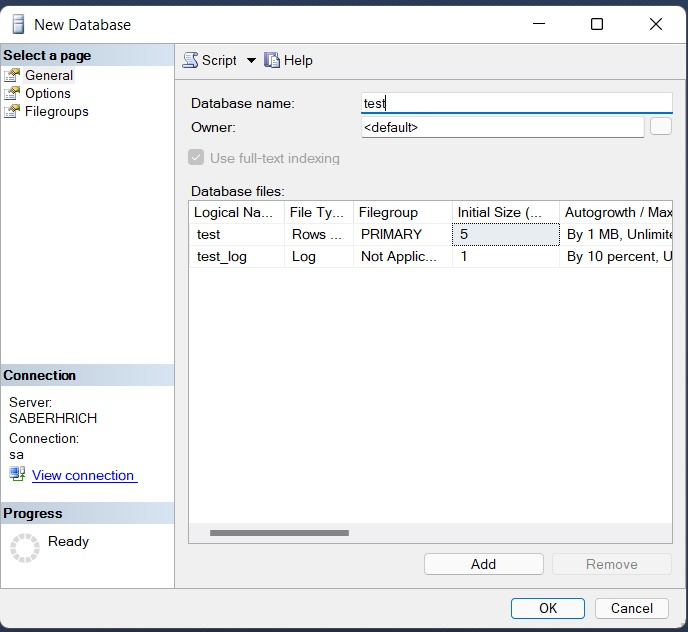 New Database
Select a page
General
Options
Filegroups
Script Help
Database name: test
Owner: <default>
Use full-text indexing
Database files:
Logical Na... File Ty... Filegroup Initial Size (... Autogrowth / Max
test Rows ... PRIMARY 5 By 1 MB, Unlimite
test_log Log Not Applic... 1 By 10 percent, U
Connection
Server:
SABERHRICH
Connection:
sa
View connection
Progress
Ready
Add Remove
OK Cancel